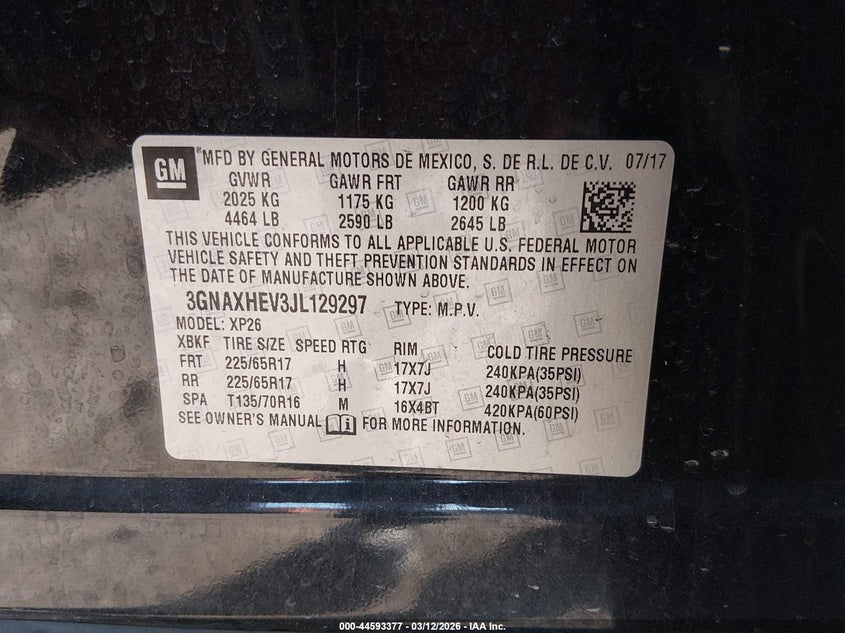 GM
MFD BY GENERAL MOTORS DE MEXICO, S. DE R.L. DE C.V. 07/17
GVWR GAWR FRT GAWR RR
2025 KG 1175 KG 1200 KG
4464 LB 2590 LB 2645 LB
THIS VEHICLE CONFORMS TO ALL APPLICABLE U.S. FEDERAL MOTOR
VEHICLE SAFETY AND THEFT PREVENTION STANDARDS IN EFFECT ON
THE DATE OF MANUFACTURE SHOWN ABOVE.
3GNAXHEV3JL129297 TYPE: M.P.V.
MODEL: XP26
XBKF TIRE SIZE SPEED RTG RIM COLD TIRE PRESSURE
FRT 225/65R17 H 17X7J 240KPA(35PSI)
RR 225/65R17 H 17X7J 240KPA(35PSI)
SPA T135/70R16 M 16X4BT 420KPA(60PSI)
SEE OWNER'S MANUAL FOR MORE INFORMATION.
000-44593377 - 03/12/2026 - IAA Inc.